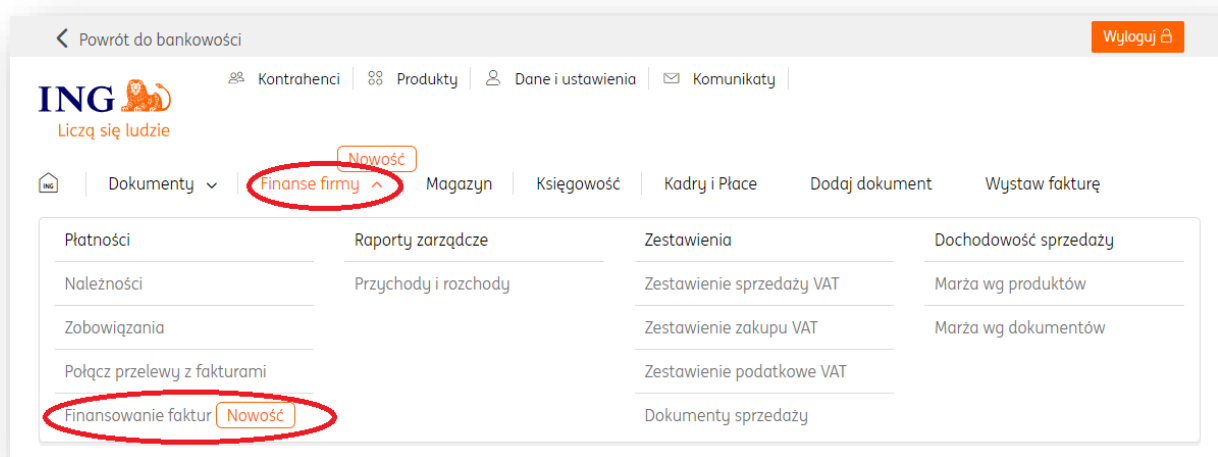 Powrót do bankowości
Wyloguj
Kontrahenci Produkty Dane i ustawienia Komunikaty
ING
Liczą się ludzie
Nowość
ING Dokumenty Finanse firmy Magazyn Księgowość Kadry i Płace Dodaj dokument Wystaw fakturę
Płatności Raporty zarządcze Zestawienia Dochodowość sprzedaży
Należności Przychody i rozchody Zestawienie sprzedaży VAT Marża wg produktów
Zobowiązania Zestawienie zakupu VAT Marża wg dokumentów
Połącz przelewy z fakturami Zestawienie podatkowe VAT
Finansowanie faktur Nowość Dokumenty sprzedaży